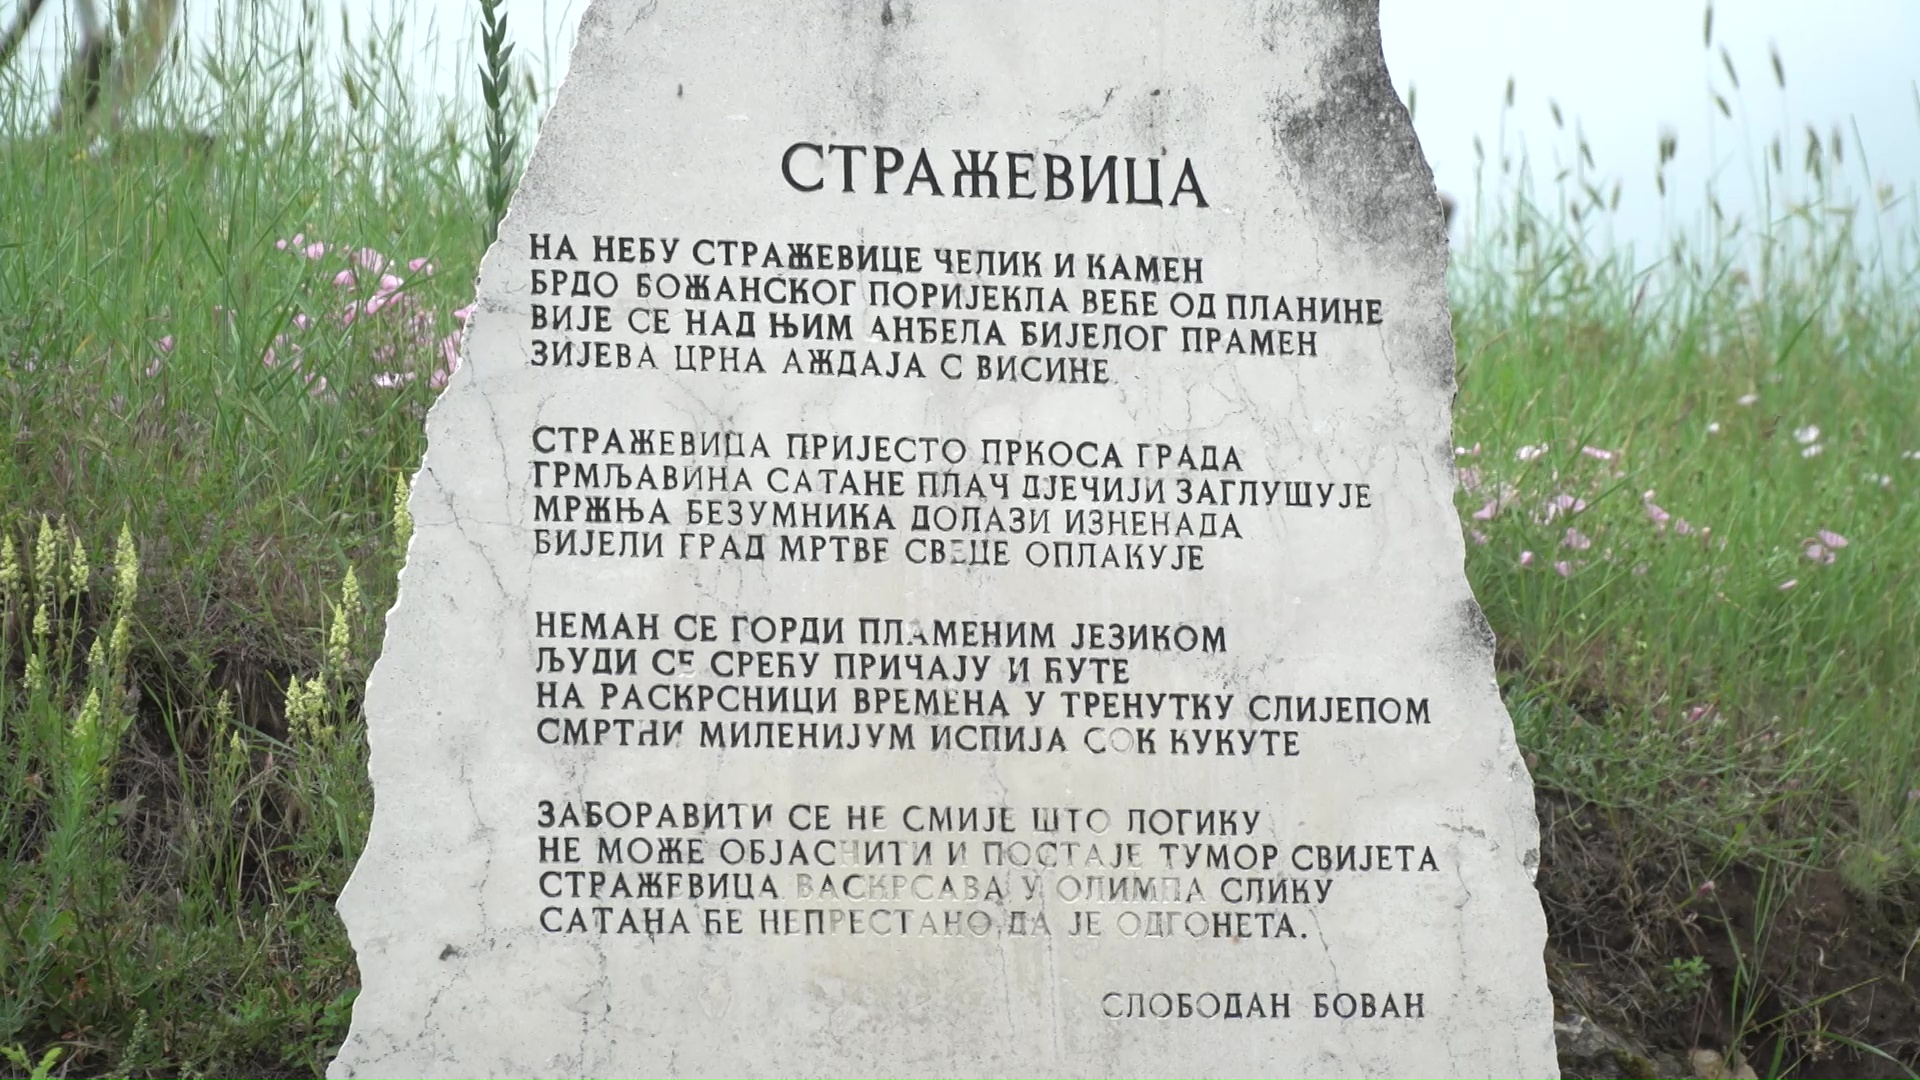 СТРАЖЕВИЦА
НА НЕБУ СТРАЖЕВИЦЕ ЧЕЛИК И КАМЕН
БРДО БОЖАНСКОГ ПОРИЈЕКЛА ВЕЋЕ ОД ПЛАНИНЕ
ВИЈЕ СЕ НАД ЊИМ АНЂЕЛА БИЈЕЛОГ ПРАМЕН
ЗИЈЕВА ЦРНА АЖДАЈА С ВИСИНЕ
СТРАЖЕВИЦА ПРИЈЕСТО ПРКОСА ГРАДА
ГРМЉАВИНА САТАНЕ ПЛАЧ ДЈЕЧИЈИ ЗАГЛУШУЈЕ
МРЖЊА БЕЗУМНИКА ДОЛАЗИ ИЗНЕНАДА
БИЈЕЛИ ГРАД МРТВЕ СВЕЦЕ ОПЛАКУЈЕ
НЕМАН СЕ ГОРДИ ПЛАМЕНИМ ЈЕЗИКОМ
ЉУДИ СЕ СРЕЋУ ПРИЧАЈУ И ЋУТЕ
НА РАСКРСНИЦИ ВРЕМЕНА У ТРЕНУТКУ СЛИЈЕПОМ
СМРТНИ МИЛЕНИЈУМ ИСПИЈА СОК КУКУТЕ
ЗАБОРАВИТИ СЕ НЕ СМИЈЕ ШТО ЛОГИКУ
НЕ МОЖЕ ОБЈАСНИТИ И ПОСТАЈЕ ТУМОР СВИЈЕТА
СТРАЖЕВИЦА ВАСКРСАВА У ОЛИМПА СЛИКУ
САТАНА ЋЕ НЕПРЕСТАНО ДА ЈЕ ОДГОНЕТА.
СЛОБОДАН БОВАН